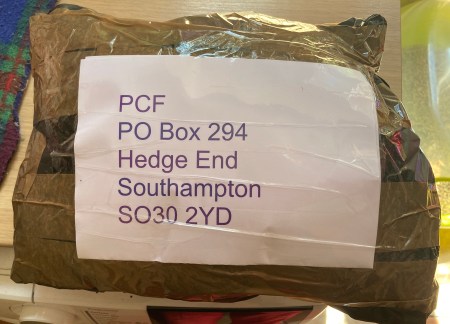 PCF
PO Box 294
Hedge End
Southampton
SO30 2YD